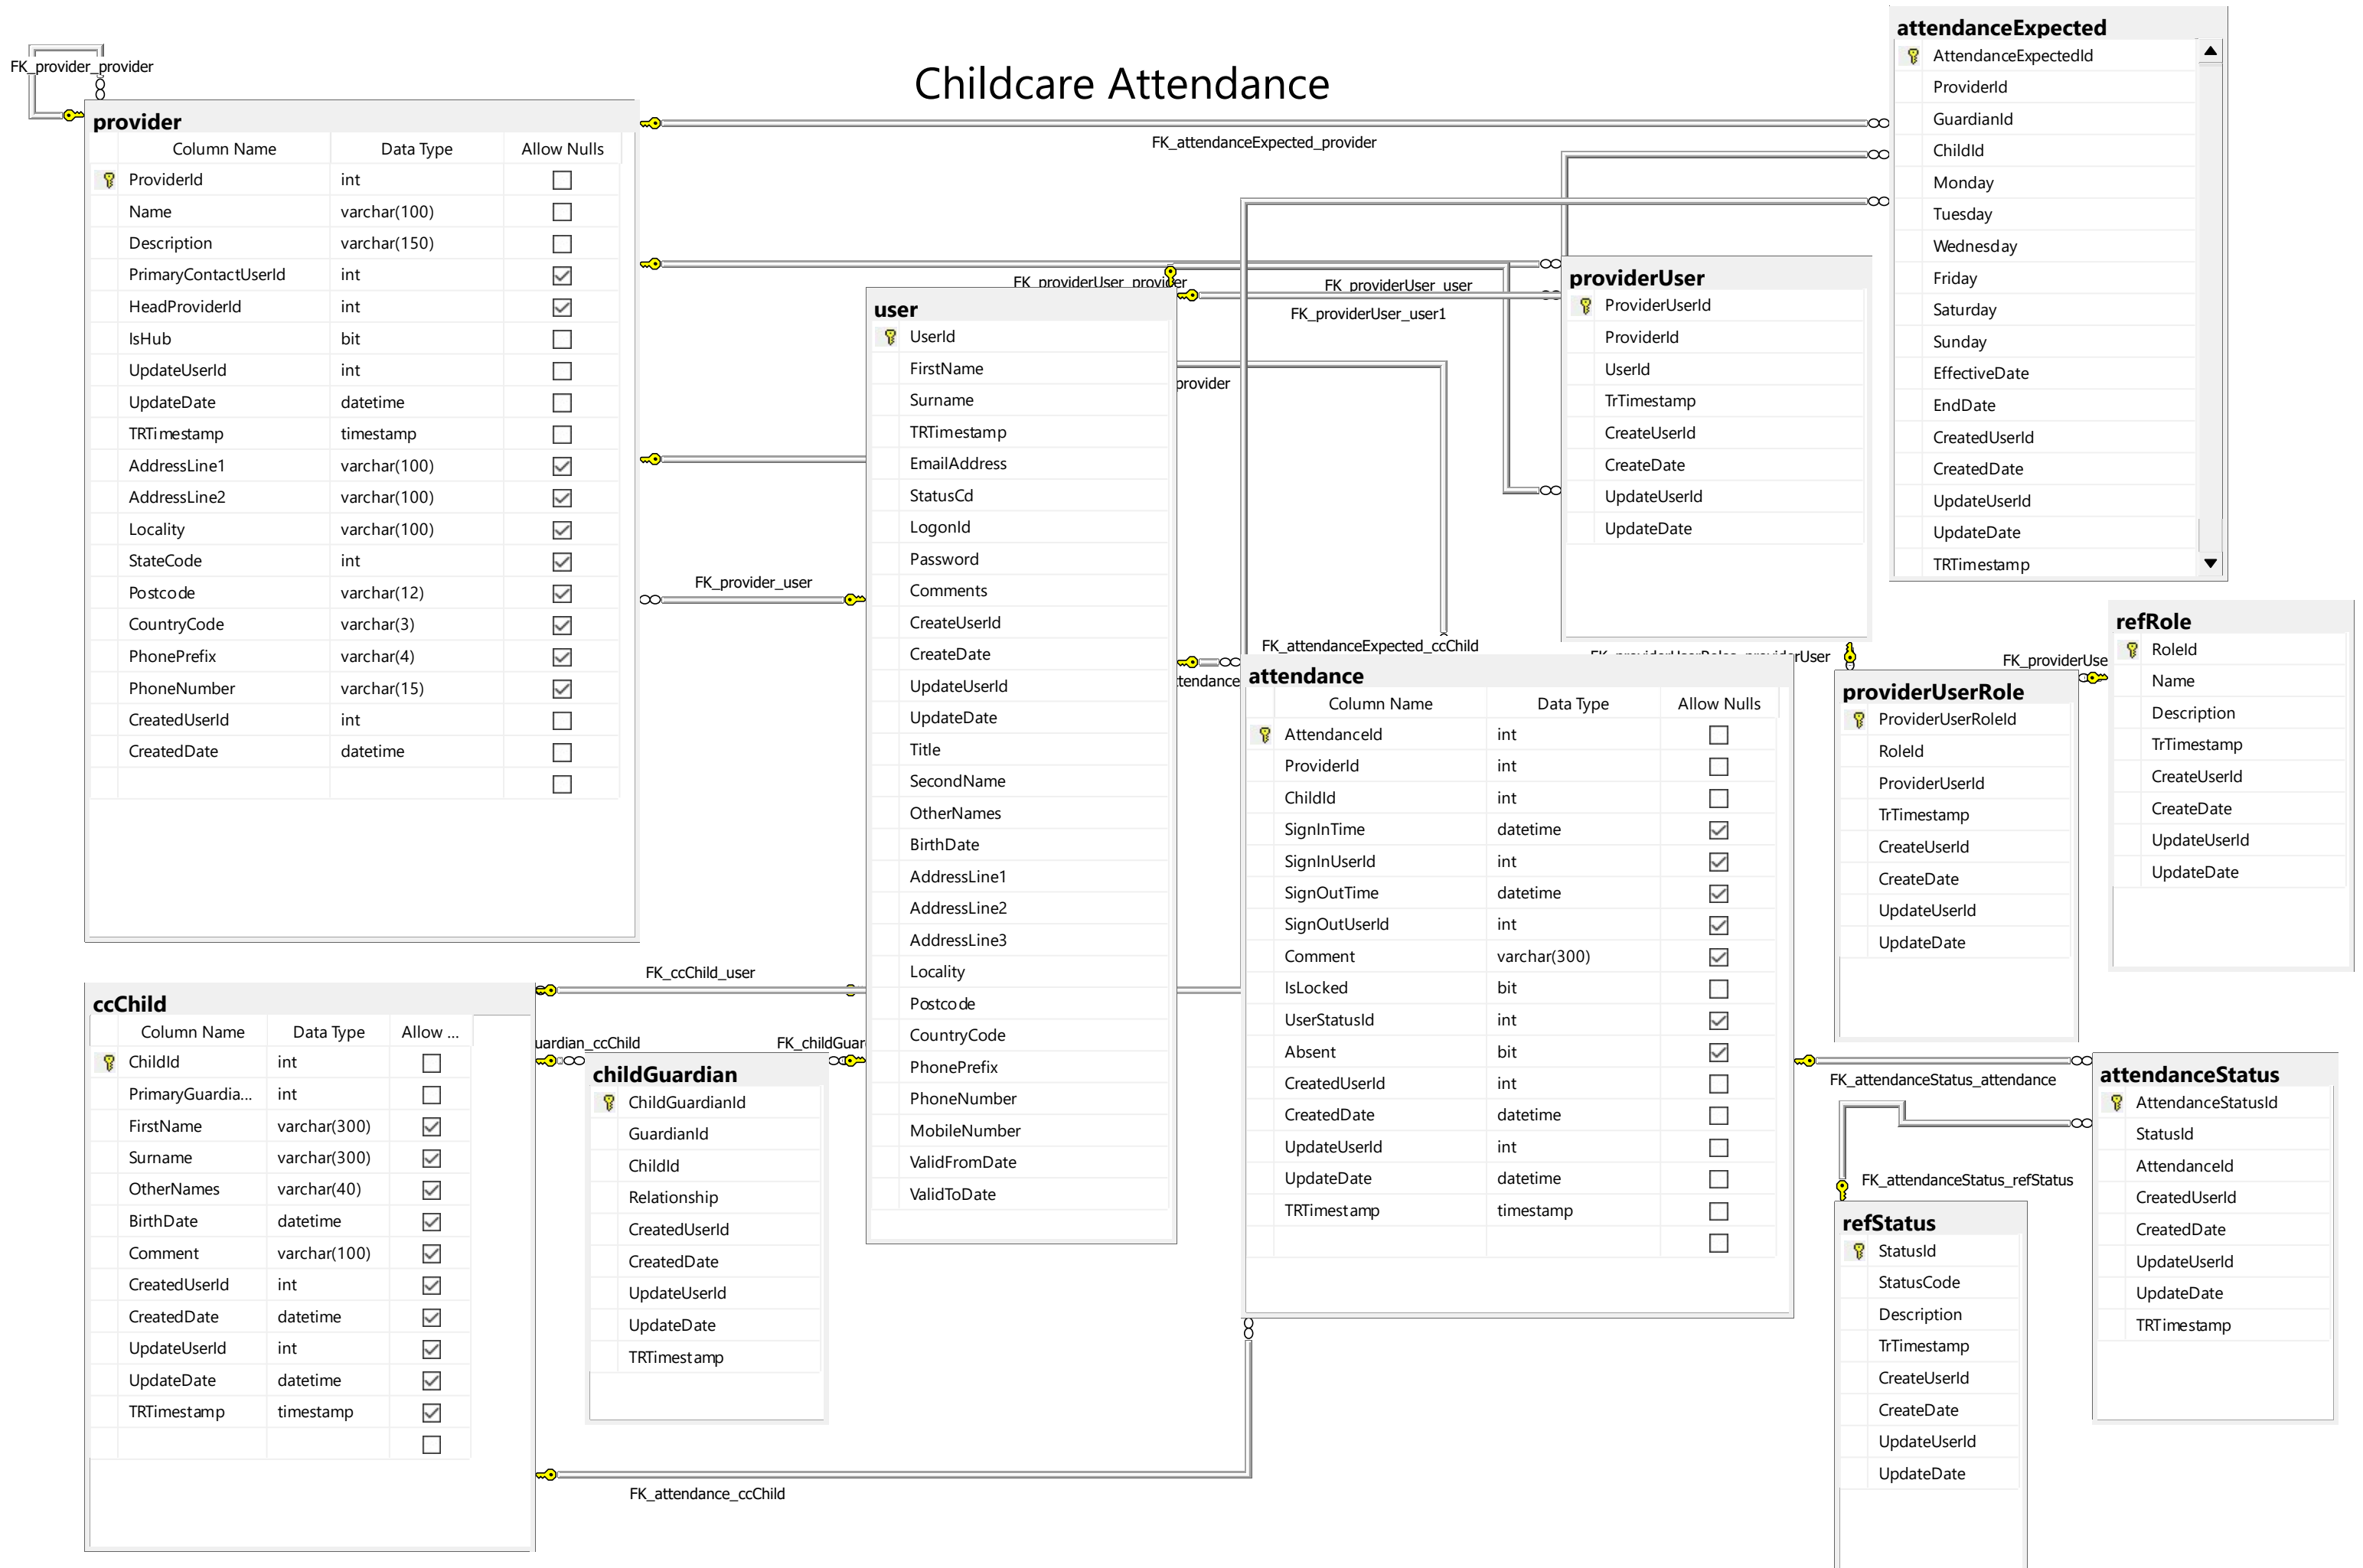 Childcare Attendance
FK_provider_provider
provider
Column Name Data Type Allow Nulls
ProviderId int
Name varchar(100)
Description varchar(150)
PrimaryContactUserId int
HeadProviderId int
IsHub bit
UpdateUserId int
UpdateDate datetime
TRTimestamp timestamp
AddressLine1 varchar(100)
AddressLine2 varchar(100)
Locality varchar(100)
StateCode int
Postcode varchar(12)
CountryCode varchar(3)
PhonePrefix varchar(4)
PhoneNumber varchar(15)
CreatedUserId int
CreatedDate datetime
FK_attendanceExpected_provider
attendanceExpected
AttendanceExpectedId
ProviderId
GuardianId
ChildId
Monday
Tuesday
Wednesday
Friday
Saturday
Sunday
EffectiveDate
EndDate
CreatedUserId
CreatedDate
UpdateUserId
UpdateDate
TRTimestamp
FK_providerUser_provider
FK_providerUser_user
FK_providerUser_user1
provider
FK_provider_user
user
UserId
FirstName
Surname
TRTimestamp
EmailAddress
StatusCd
LogonId
Password
Comments
CreateUserId
CreateDate
UpdateUserId
UpdateDate
Title
SecondName
OtherNames
BirthDate
AddressLine1
AddressLine2
AddressLine3
Locality
Postcode
CountryCode
PhonePrefix
PhoneNumber
MobileNumber
ValidFromDate
ValidToDate
providerUser
ProviderUserId
ProviderId
UserId
TrTimestamp
CreateUserId
CreateDate
UpdateUserId
UpdateDate
FK_attendanceExpected_ccChild
tendance
attendance
Column Name Data Type Allow Nulls
AttendanceId int
ProviderId int
ChildId int
SignInTime datetime
SignInUserId int
SignOutTime datetime
SignOutUserId int
Comment varchar(300)
IsLocked bit
UserStatusId int
Absent bit
CreatedUserId int
CreatedDate datetime
UpdateUserId int
UpdateDate datetime
TRTimestamp timestamp
FK_providerUse
providerUserRole
ProviderUserRoleId
RoleId
ProviderUserId
TrTimestamp
CreateUserId
CreateDate
UpdateUserId
UpdateDate
refRole
RoleId
Name
Description
TrTimestamp
CreateUserId
CreateDate
UpdateUserId
UpdateDate
FK_ccChild_user
ccChild
Column Name Data Type Allow ...
ChildId int
PrimaryGuardia... int
FirstName varchar(300)
Surname varchar(300)
OtherNames varchar(40)
BirthDate datetime
Comment varchar(100)
CreatedUserId int
CreatedDate datetime
UpdateUserId int
UpdateDate datetime
TRTimestamp timestamp
uardian_ccChild
FK_childGuar
childGuardian
ChildGuardianId
GuardianId
ChildId
Relationship
CreatedUserId
CreatedDate
UpdateUserId
UpdateDate
TRTimestamp
FK_attendance_ccChild
FK_attendanceStatus_attendance
attendanceStatus
AttendanceStatusId
StatusId
AttendanceId
CreatedUserId
CreatedDate
UpdateUserId
UpdateDate
TRTimestamp
FK_attendanceStatus_refStatus
refStatus
StatusId
StatusCode
Description
TrTimestamp
CreateUserId
CreateDate
UpdateUserId
UpdateDate